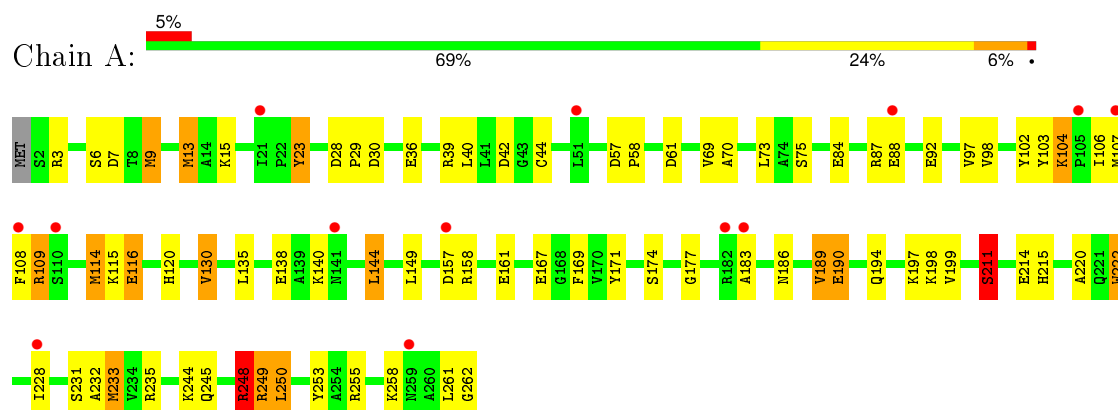 5%
Chain A:
69% 24% 6% •
MET S2 R3 S6 D7 T8 M9 M13 A14 K15 I21 P22 Y23 D28 P29 D30 E36 R39 L40 L41 D42 G43 C44 L51 D57 P58 D61 V69 A70 L73 A74 S75 E84 R87 E88 E92 V97 V98 Y102 Y103 K104 P105 I106 M107
F108 R109 S110 M114 K115 E116 H120 V130 L135 E138 A139 K140 N141 L144 L149 D157 R158 E161 E167 G168 F169 V170 Y171 S174 G177 R182 A183 N186 V189 E190 Q194 K197 K198 V199 S211 E214 H215 A220 Q221 W222
I228 S231 A232 M233 V234 R235 K244 Q245 R248 R249 L250 Y253 A254 R255 K258 N259 A260 L261 G262